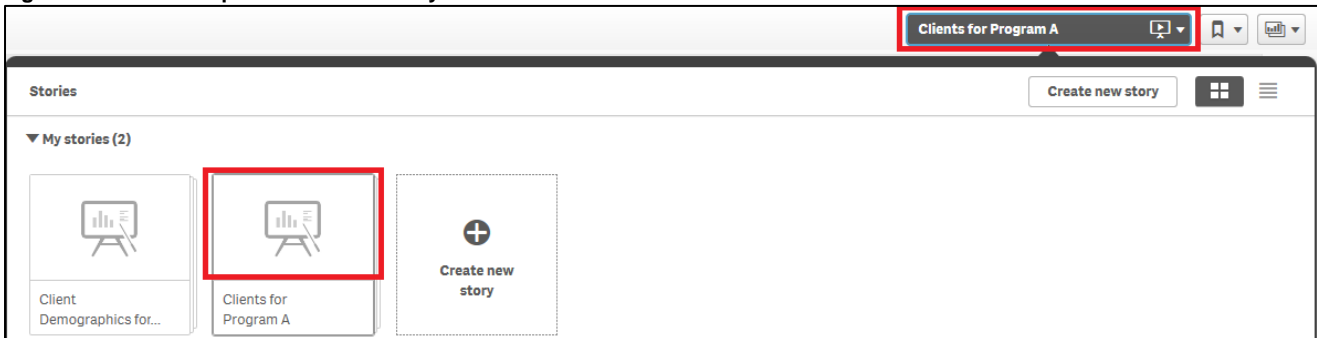 Clients for Program A
Stories
Create new story
My stories (2)
Create new
story
Client
Demographics for...
Clients for
Program A